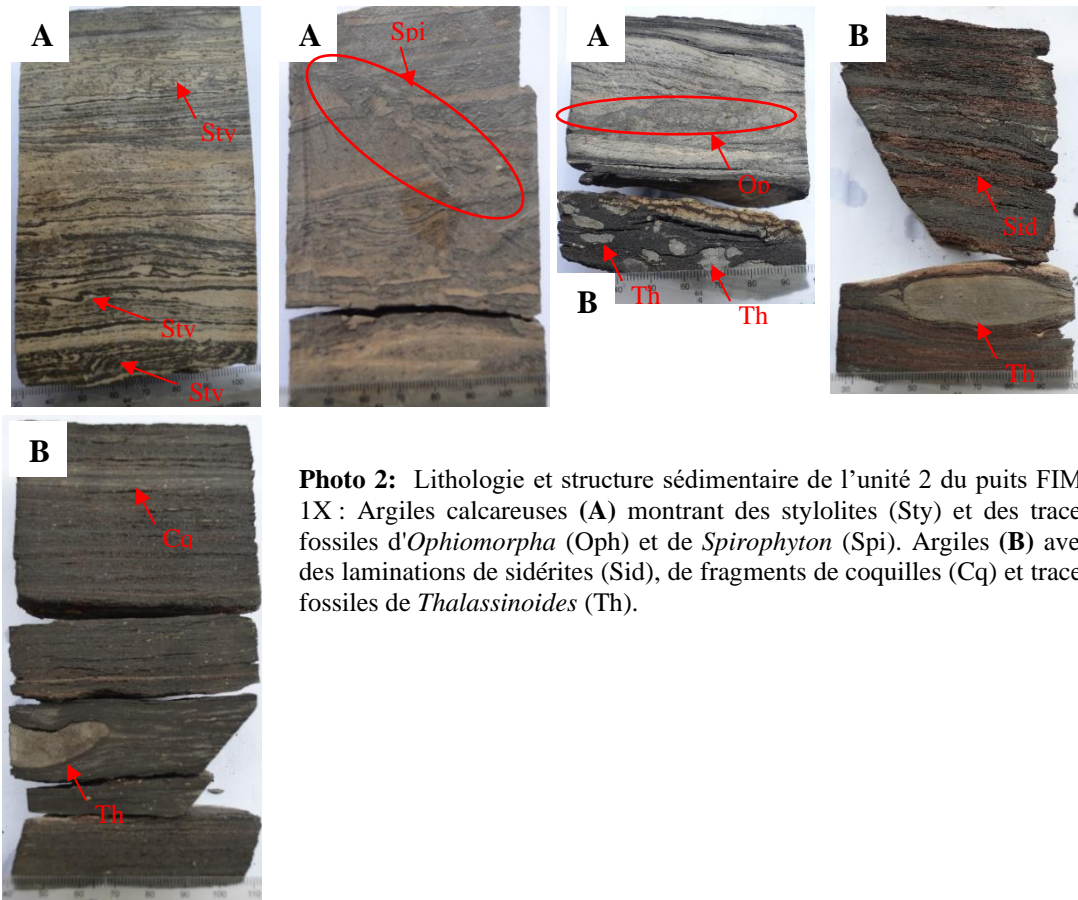 A
Sty
Sty
Sty
A
Spi
A
Op
Th
Th
B
B
Sid
Th
B
Cq
Th
Photo 2: Lithologie et structure sédimentaire de l’unité 2 du puits FIM
1X : Argiles calcareuses (A) montrant des stylolites (Sty) et des trace
fossiles d'Ophiomorpha (Oph) et de Spirophyton (Spi). Argiles (B) ave
des laminations de sidérites (Sid), de fragments de coquilles (Cq) et trace
fossiles de Thalassinoides (Th).